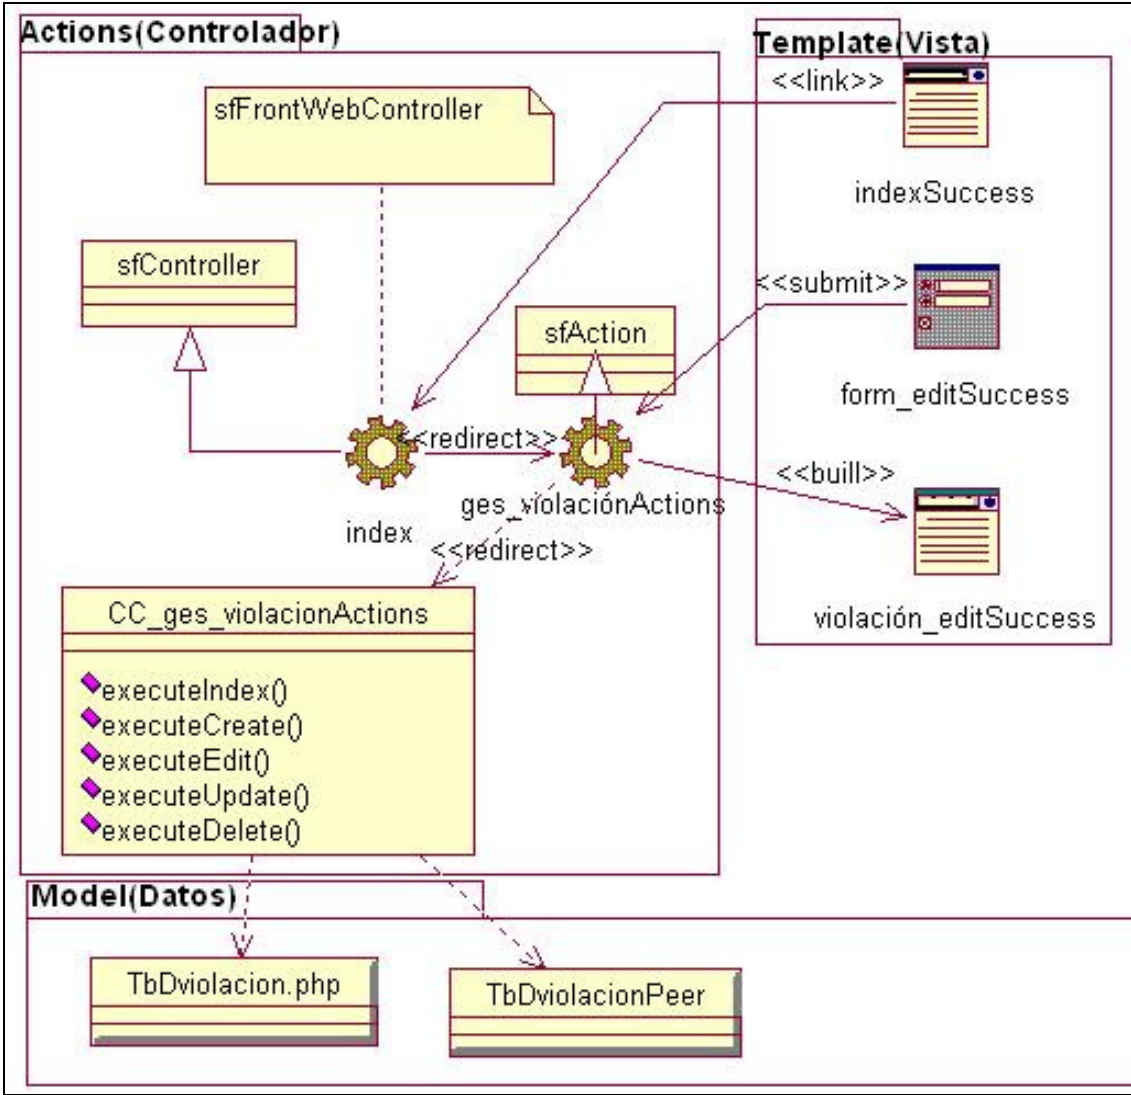 Actions(Controlador)
Template(Vista)
<<link>>
sfFrontWebController
indexSuccess
sfController
<<submit>>
sfAction
form_editSuccess
<<redirect>>
<<buill>>
ges_violaciónActions
index
<<redirect>>
violación_editSuccess
CC_ges_violacionActions
executeIndex()
executeCreate()
executeEdit()
executeUpdate()
executeDelete()
Model(Datos)
TbDviolacion.php
TbDviolacionPeer